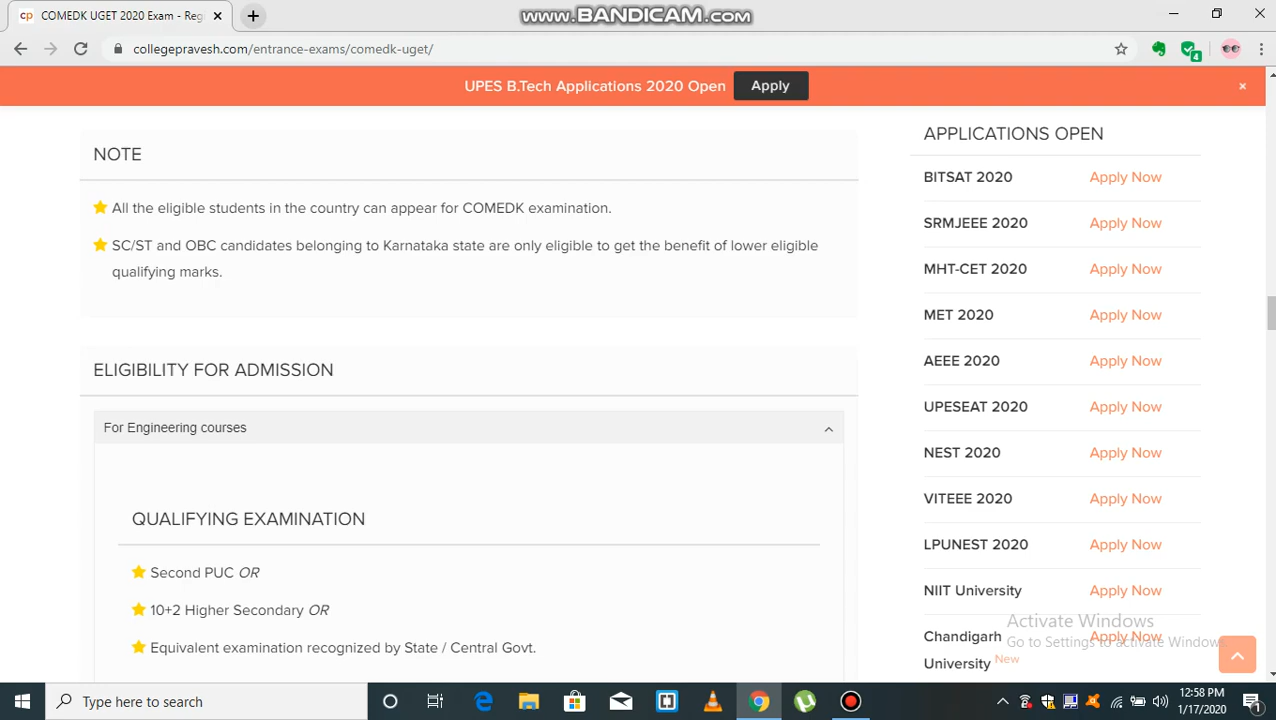 www.BANDICAM.com
cp COMEDK UGET 2020 Exam - Reg
collegepravesh.com/entrance-exams/comedk-uget/
4
UPES B.Tech Applications 2020 Open Apply
NOTE
All the eligible students in the country can appear for COMEDK examination.
SC/ST and OBC candidates belonging to Karnataka state are only eligible to get the benefit of lower eligible
qualifying marks.
ELIGIBILITY FOR ADMISSION
For Engineering courses
QUALIFYING EXAMINATION
Second PUC OR
10+2 Higher Secondary OR
Equivalent examination recognized by State / Central Govt.
APPLICATIONS OPEN
BITSAT 2020 Apply Now
SRMJEEE 2020 Apply Now
MHT-CET 2020 Apply Now
MET 2020 Apply Now
AEEE 2020 Apply Now
UPESEAT 2020 Apply Now
NEST 2020 Apply Now
VITEEE 2020 Apply Now
LPUNEST 2020 Apply Now
NIIT University Apply Now
Chandigarh Apply Now
University New
Activate Windows
Go to Settings to activate Windows.
Type here to search
12:58 PM
1/17/2020
1